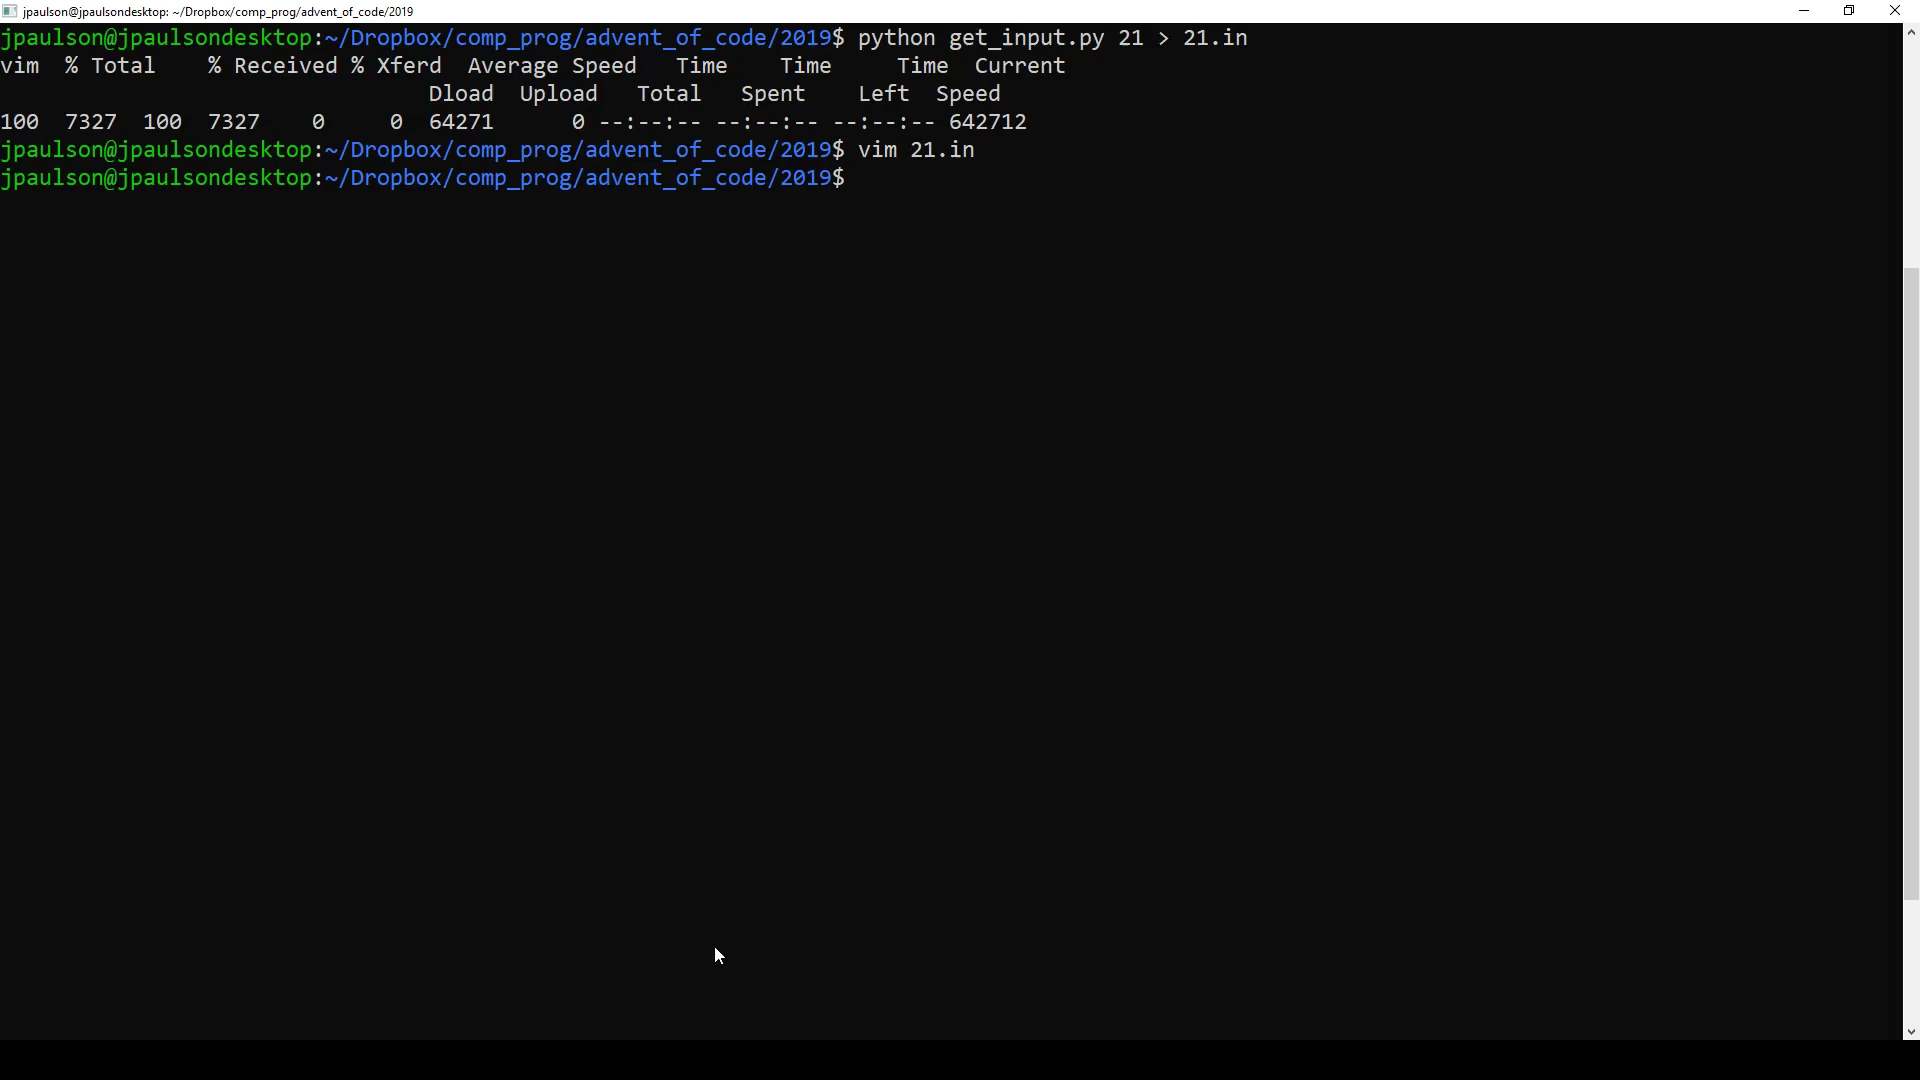 jpaulson@jpaulsondesktop: ~/Dropbox/comp_prog/advent_of_code/2019
jpaulson@jpaulsondesktop:~/Dropbox/comp_prog/advent_of_code/2019$ python get_input.py 21 > 21.in
vim  % Total    % Received % Xferd  Average Speed   Time    Time     Time  Current
                                 Dload  Upload   Total   Spent    Left  Speed
100  7327  100  7327    0     0  64271      0 --:--:-- --:--:-- --:--:-- 642712
jpaulson@jpaulsondesktop:~/Dropbox/comp_prog/advent_of_code/2019$ vim 21.in
jpaulson@jpaulsondesktop:~/Dropbox/comp_prog/advent_of_code/2019$